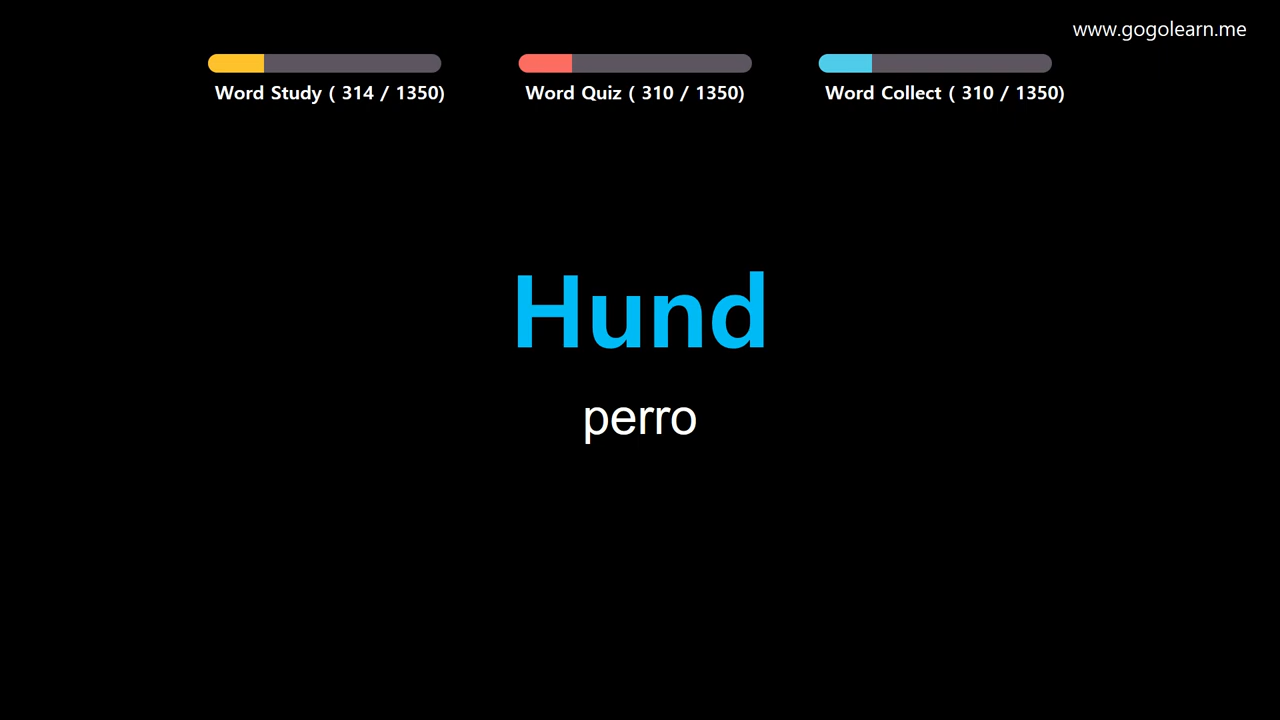 www.gogolearn.me
Word Study ( 314 / 1350)
Word Quiz ( 310 / 1350)
Word Collect ( 310 / 1350)
Hund
perro